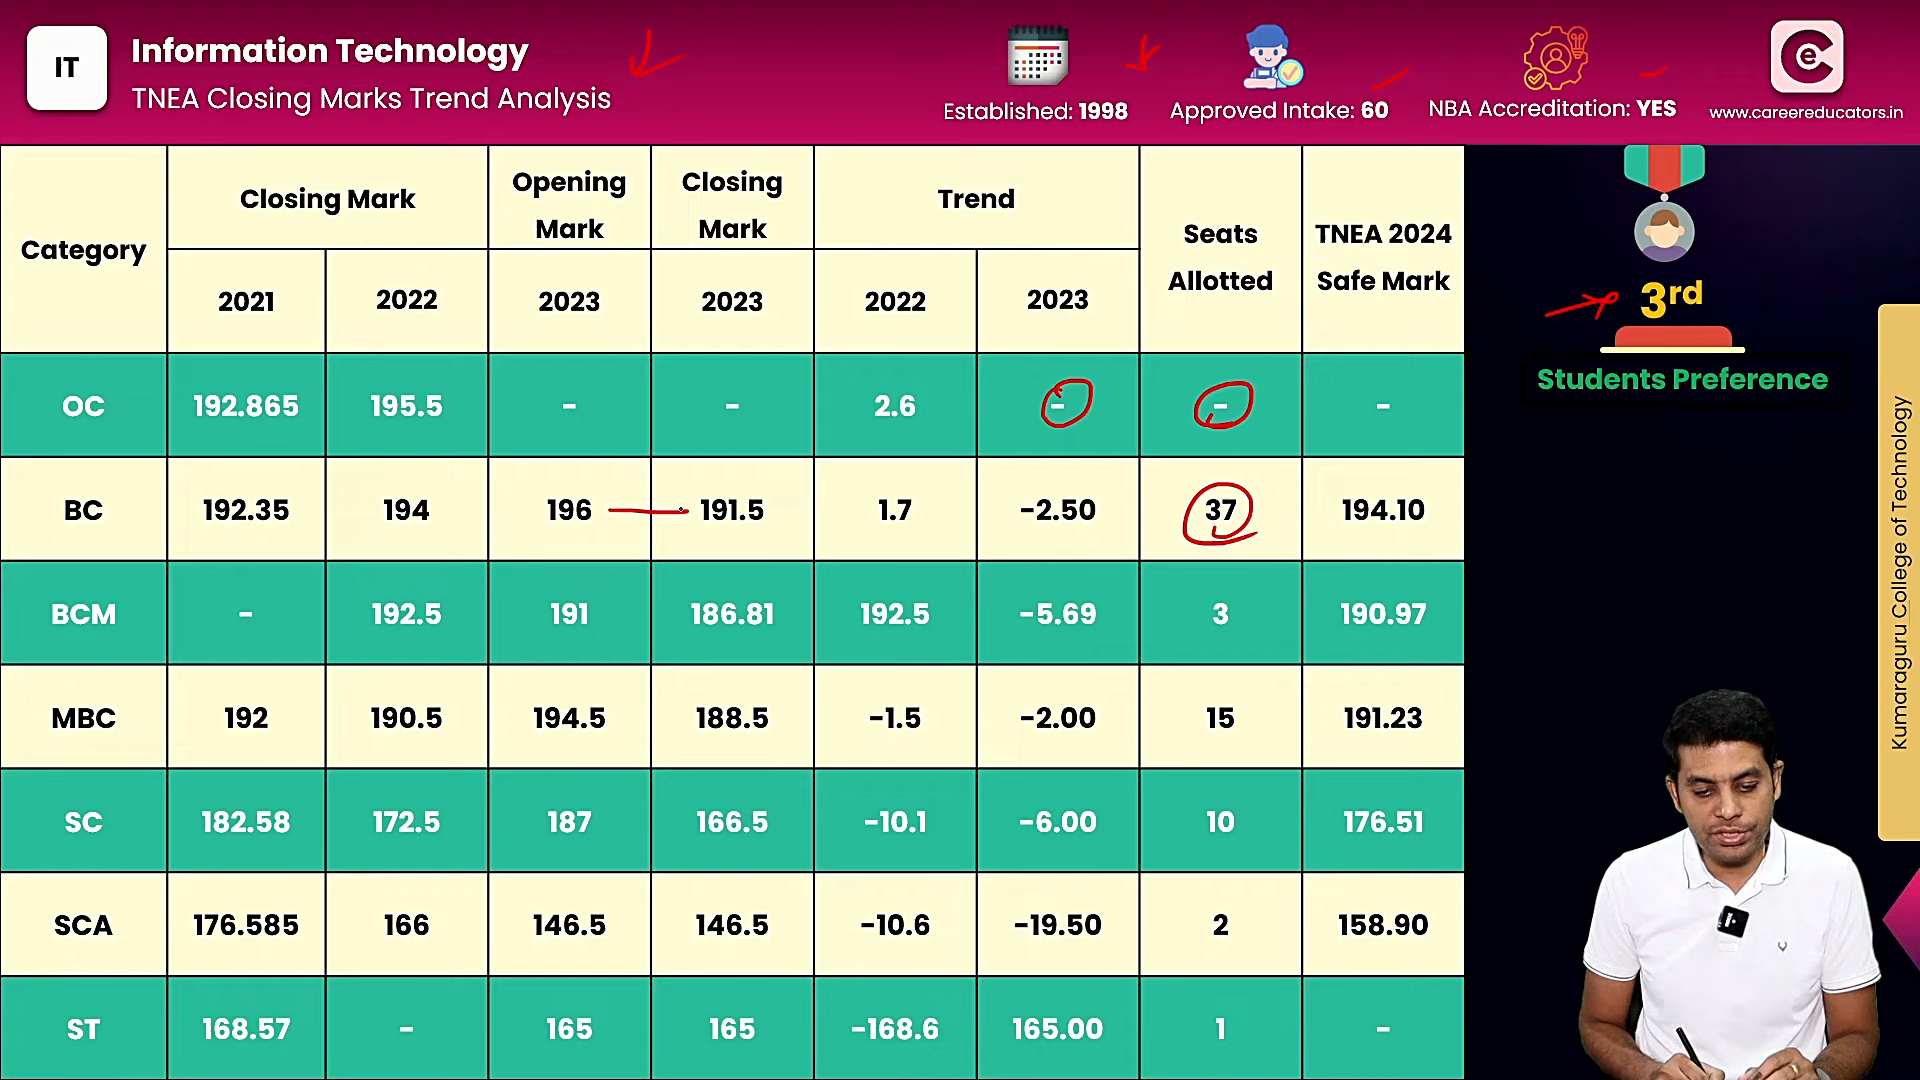 IT
Information Technology
TNEA Closing Marks Trend Analysis
Established: 1998
Approved Intake: 60
NBA Accreditation: YES
e
www.careereducators.in
Category
Closing Mark
Opening Mark
Closing Mark
Trend
Seats Allotted
TNEA 2024 Safe Mark
2021 2022 2023 2023 2022 2023
OC 192.865 195.5 - - 2.6 - - -
BC 192.35 194 196 191.5 1.7 -2.50 37 194.10
BCM - 192.5 191 186.81 192.5 -5.69 3 190.97
MBC 192 190.5 194.5 188.5 -1.5 -2.00 15 191.23
SC 182.58 172.5 187 166.5 -10.1 -6.00 10 176.51
SCA 176.585 166 146.5 146.5 -10.6 -19.50 2 158.90
ST 168.57 - 165 165 -168.6 165.00 1 -
3rd
Students Preference
Kumaraguru College of Technology